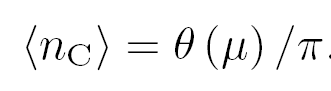 ⟨n_C⟩ = θ (μ) /π.